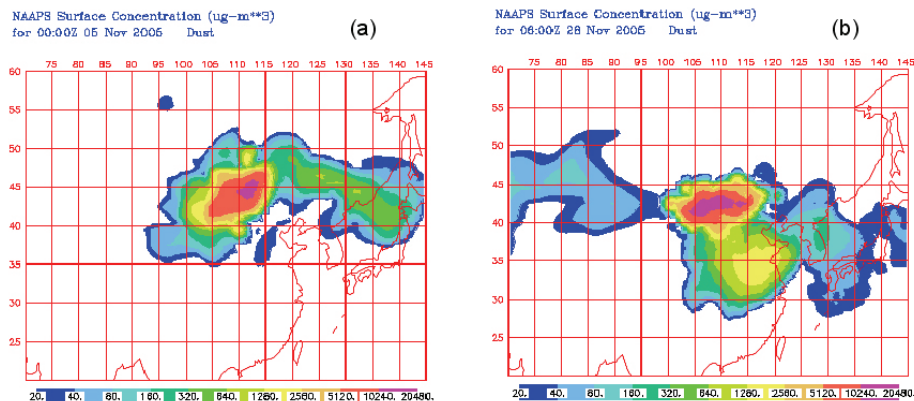 NAAPS Surface Concentration (ug-m**3)
for 00:00Z 05 Nov 2005 Dust
(a)
70 75 80 85 90 95 100 105 110 115 120 125 130 135 140 145
60
55
50
45
40
35
30
25
20. 40. 80. 160. 320. 640. 1280. 2560. 5120. 10240. 20480.
NAAPS Surface Concentration (ug-m**3)
for 06:00Z 28 Nov 2005 Dust
(b)
70 75 80 85 90 95 100 105 110 115 120 125 130 135 140 145
60
55
50
45
40
35
30
25
20. 40. 80. 160. 320. 640. 1280. 2560. 5120. 10240. 20480.